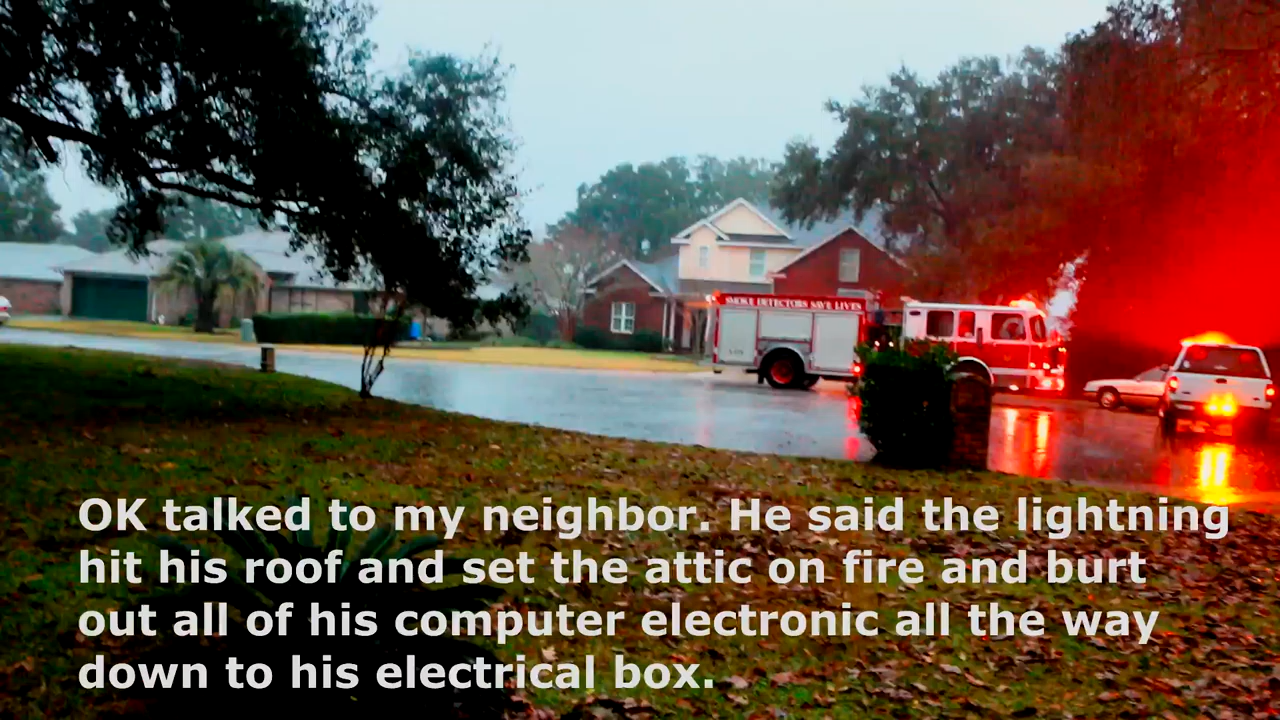 SMOKE DETECTORS SAVE LIVES
OK talked to my neighbor. He said the lightning
hit his roof and set the attic on fire and burt
out all of his computer electronic all the way
down to his electrical box.